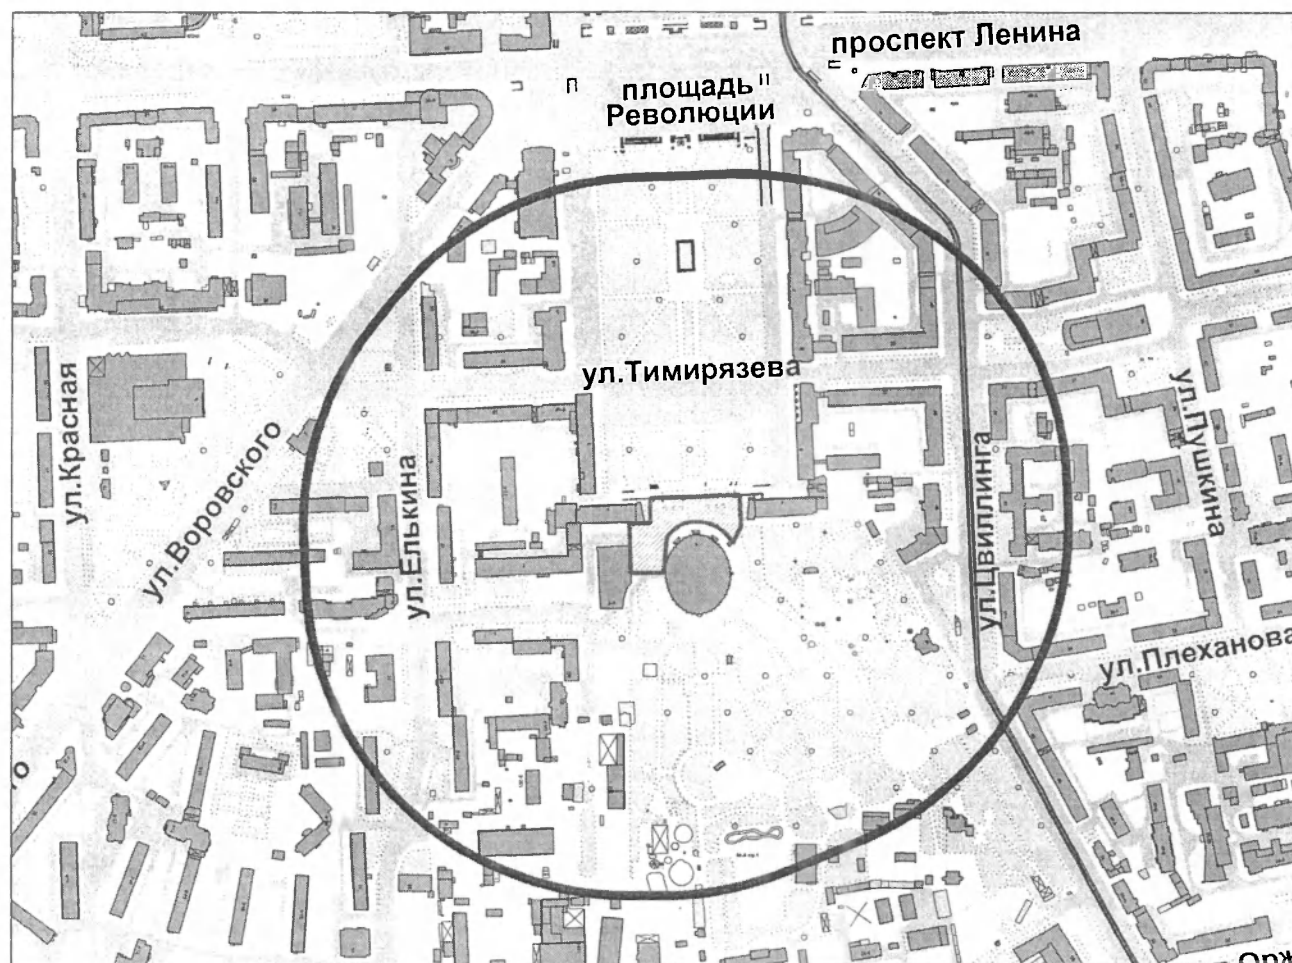 проспект Ленина
площадь
Революции
ул.Тимирязева
ул.Красная
ул.Воровского
ул.Елькина
ул.Цвиллинга
ул.Пушкина
ул.Плеханова